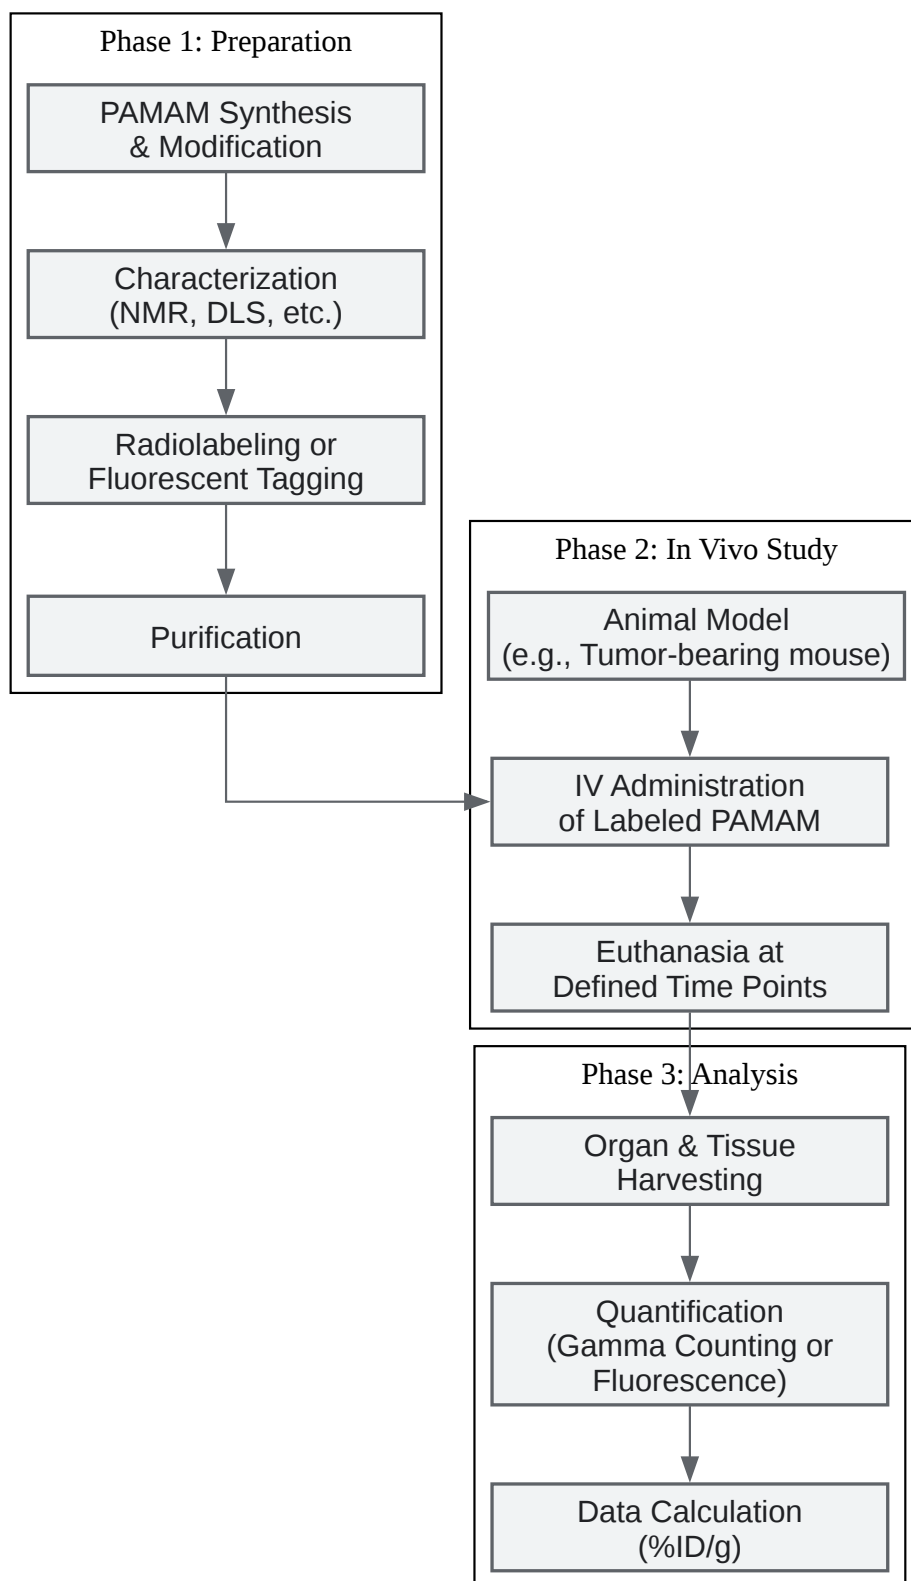 Phase 1: Preparation
PAMAM Synthesis
& Modification
Characterization
(NMR, DLS, etc.)
Radiolabeling or
Fluorescent Tagging
Purification
Phase 2: In Vivo Study
Animal Model
(e.g., Tumor-bearing mouse)
IV Administration
of Labeled PAMAM
Euthanasia at
Defined Time Points
Phase 3: Analysis
Organ & Tissue
Harvesting
Quantification
(Gamma Counting or
Fluorescence)
Data Calculation
(%ID/g)